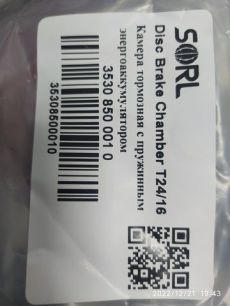 SORL
Disc Brake Chamber T24/16
Камера тормозная с пружинным
энергоаккумулятором
3530 850 001 0
35308500010
2022/12/21 19:43